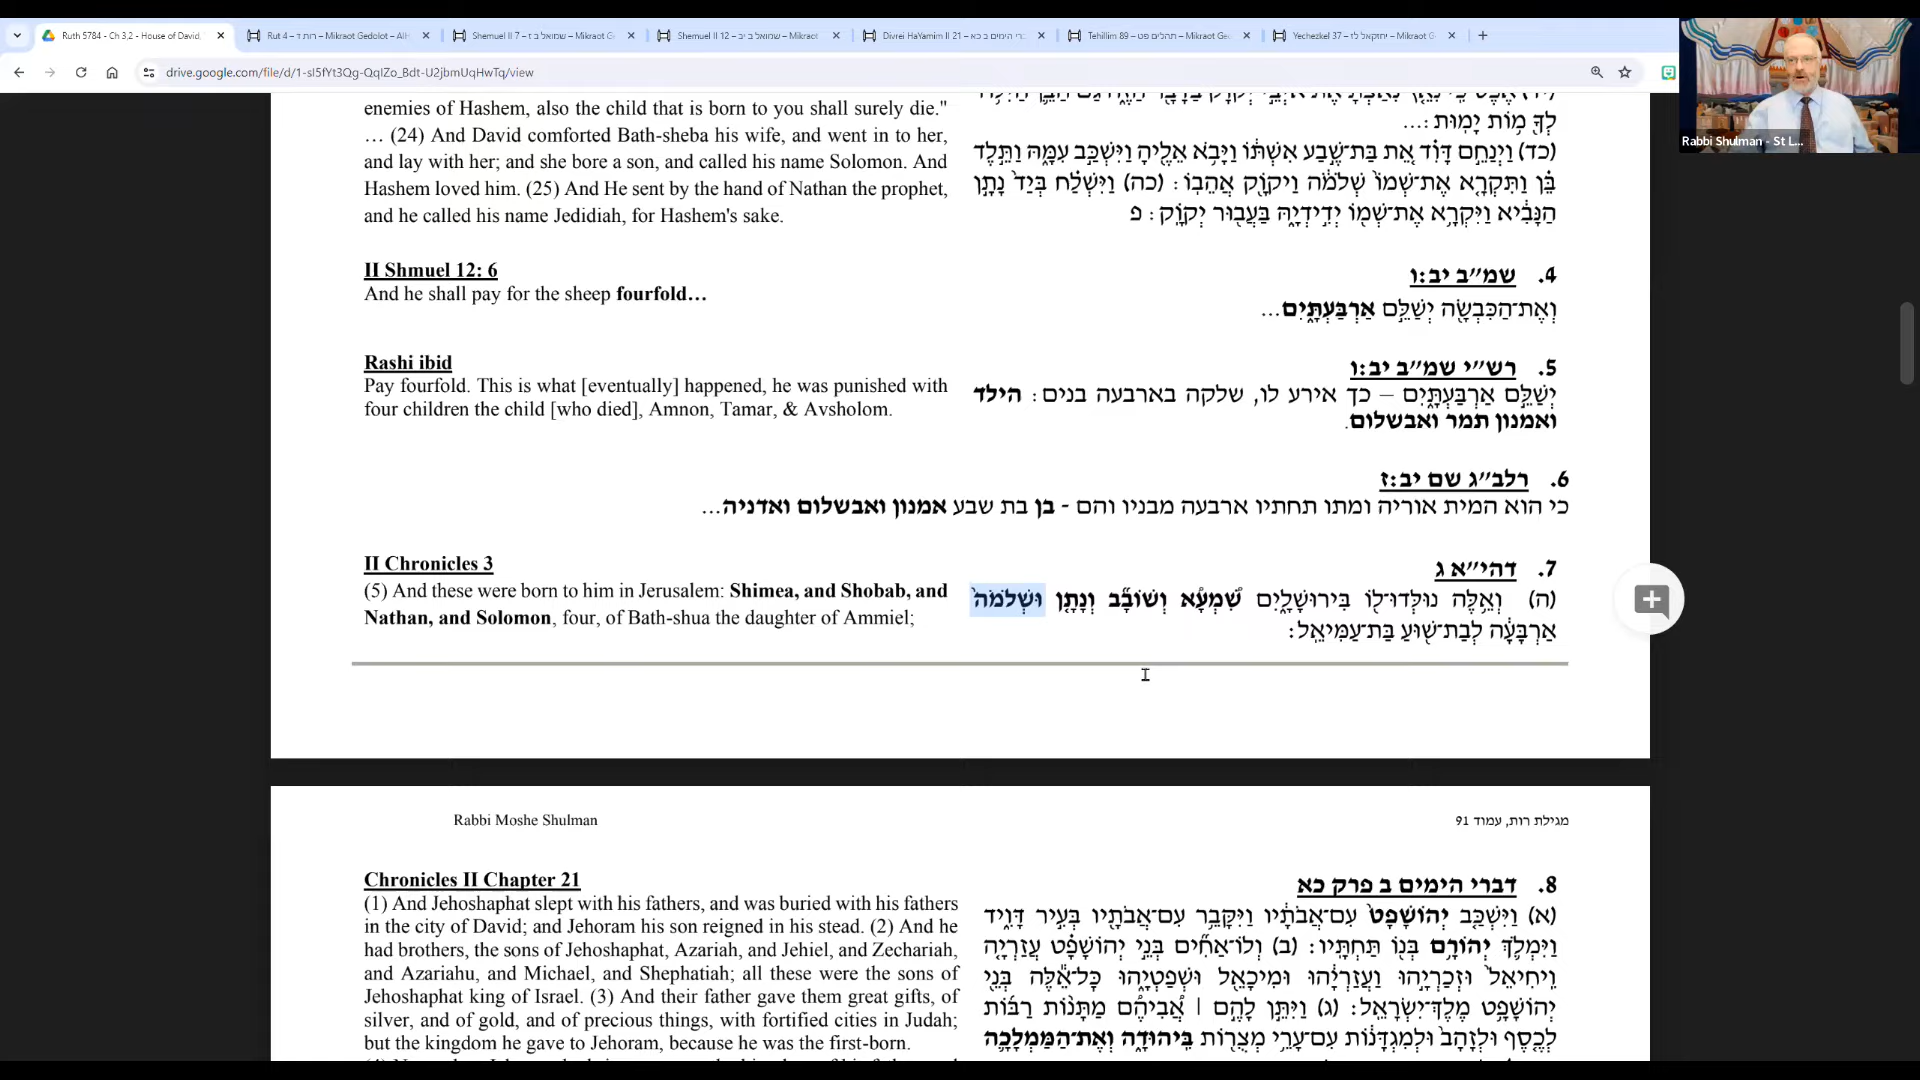 Ruth 5784 - Ch 3,2 - House of David,
Rut 4 – רות ד – Mikraot Gedolot – AlH
Shemuel II 7 – שמואל ב ז – Mikraot G
Shemuel II 12 – שמואל ב יב – Mikraot
Divrei HaYamim II 21 – דברי הימים ב כא
Tehillim 89 – תהלים פט – Mikraot Ge
Yechezkel 37 – יחזקאל לז – Mikraot G
drive.google.com/file/d/1-sI5fYt3Qg-QqIZo_Bdt-U2jbmUqHwTq/view
Rabbi Shulman - St L...
enemies of Hashem, also the child that is born to you shall surely die."
… (24) And David comforted Bath-sheba his wife, and went in to her,
and lay with her; and she bore a son, and called his name Solomon. And
Hashem loved him. (25) And He sent by the hand of Nathan the prophet,
and he called his name Jedidiah, for Hashem's sake.
לְךָ֖ מ֥וֹת יָמֽוּת: ...
(כד) וַיְנַחֵ֣ם דָּוִ֗ד אֵ֚ת בַּת־שֶׁ֣בַע אִשְׁתּ֔וֹ וַיָּבֹ֥א אֵלֶ֖יהָ וַיִּשְׁכַּ֣ב עִמָּ֑הּ וַתֵּ֣לֶד
בֵּ֗ן וַתִּקְרָ֤א אֶת־שְׁמוֹ֙ שְׁלֹמֹ֔ה וַיקֹוָ֖ק אֲהֵבֽוֹ: (כה) וַיִּשְׁלַ֗ח בְּיַד֙ נָתָ֣ן
הַנָּבִ֔יא וַיִּקְרָ֥א אֶת־שְׁמ֖וֹ יְדִ֣ידְיָ֑הּ בַּעֲב֖וּר יְקֹוָֽק: פ
II Shmuel 12: 6
And he shall pay for the sheep fourfold…
4. שמ״ב יב:ו
וְאֶת־הַכִּבְשָׂ֖ה יְשַׁלֵּ֣ם אַרְבַּעְתָּ֑יִם...
Rashi ibid
Pay fourfold. This is what [eventually] happened, he was punished with
four children the child [who died], Amnon, Tamar, & Avsholom.
5. רש״י שמ״ב יב:ו
יְשַׁלֵּ֣ם אַרְבַּעְתָּ֑יִם – כך אירע לו, שלקה בארבעה בנים: הילד
ואמנון תמר ואבשלום.
6. רלב״ג שם יב:ז
כי הוא המית אוריה ומתו תחתיו ארבעה מבניו והם - בן בת שבע אמנון ואבשלום ואדניה...
II Chronicles 3
(5) And these were born to him in Jerusalem: Shimea, and Shobab, and
Nathan, and Solomon, four, of Bath-shua the daughter of Ammiel;
7. דהי״א ג
(ה) וְאֵ֥לֶּה נוּלְּדוּ־ל֖וֹ בִּירוּשָׁלָ֑יִם שִׁ֠מְעָא וְשׁוֹבָ֞ב וְנָתָ֤ן וּשְׁלֹמֹה֙
אַרְבָּעָ֔ה לְבַת־שׁ֖וּעַ בַּת־עַמִּיאֵֽל:
Rabbi Moshe Shulman
מגילת רות, עמוד 91
Chronicles II Chapter 21
(1) And Jehoshaphat slept with his fathers, and was buried with his fathers
in the city of David; and Jehoram his son reigned in his stead. (2) And he
had brothers, the sons of Jehoshaphat, Azariah, and Jehiel, and Zechariah,
and Azariahu, and Michael, and Shephatiah; all these were the sons of
Jehoshaphat king of Israel. (3) And their father gave them great gifts, of
silver, and of gold, and of precious things, with fortified cities in Judah;
but the kingdom he gave to Jehoram, because he was the first-born.
8. דברי הימים ב פרק כא
(א) וַיִּשְׁכַּ֤ב יְהוֹשָׁפָט֙ עִם־אֲבֹתָ֔יו וַיִּקָּבֵ֥ר עִם־אֲבֹתָ֖יו בְּעִ֣יר דָּוִ֑יד
וַיִּמְלֹ֛ךְ יְהוֹרָ֥ם בְּנ֖וֹ תַּחְתָּֽיו: (ב) וְלֽוֹ־אַחִ֞ים בְּנֵ֣י יְהוֹשָׁפָ֗ט עֲזַרְיָ֤ה
וִֽיחִיאֵל֙ וּזְכַרְיָ֣הוּ וַעֲזַרְיָ֔הוּ וּמִיכָאֵ֖ל וּשְׁפַטְיָ֑הוּ כָּל־אֵ֕לֶּה בְּנֵ֖י
יְהוֹשָׁפָ֥ט מֶֽלֶךְ־יִשְׂרָאֵֽל: (ג) וַיִּתֵּ֣ן לָהֶ֣ם | אֲ֠בִיהֶם מַתָּנ֨וֹת רַבּ֜וֹת
לְכֶ֤סֶף וּלְזָהָב֙ וּלְמִגְדָּנ֔וֹת עִם־עָרֵ֥י מְצֻר֖וֹת בִּֽיהוּדָ֑ה וְאֶת־הַמַּמְלָכָ֛ה